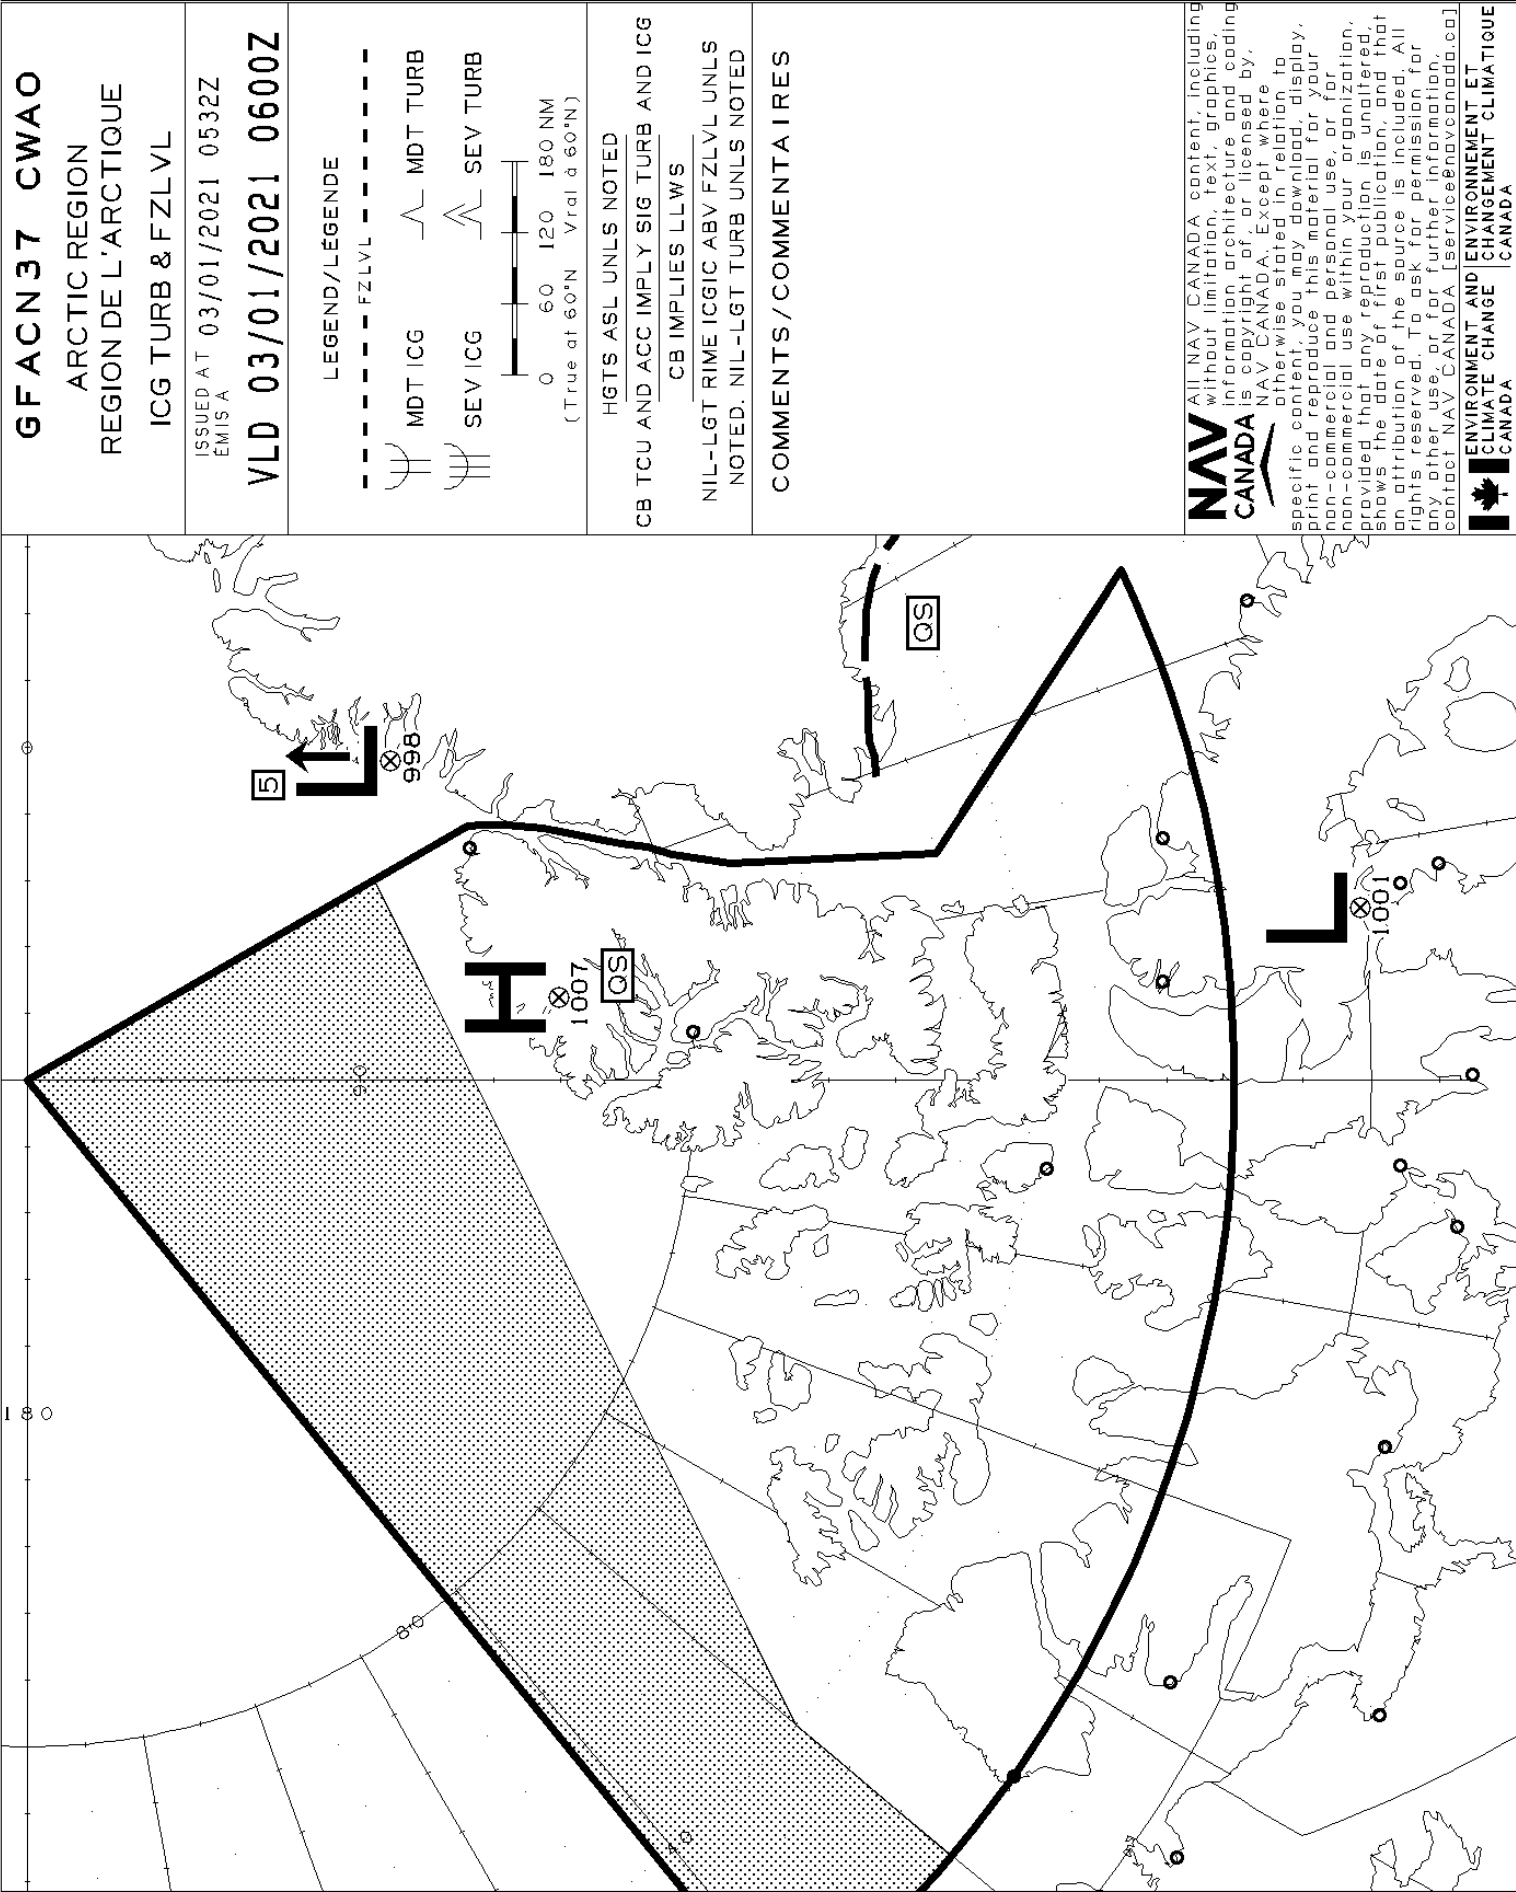 GFACN37 CWAO
ARCTIC REGION
REGION DE L'ARCTIQUE
ICG TURB & FZLVL
ISSUED AT 03/01/2021 0532Z
ÉMIS A
VLD 03/01/2021 0600Z
LEGEND/LÉGENDE
FZLVL
MDT ICG MDT TURB
SEV ICG SEV TURB
0 60 120 180 NM
(True at 60°N Vrai à 60°N)
HGTS ASL UNLS NOTED
CB TCU AND ACC IMPLY SIG TURB AND ICG
CB IMPLIES LLWS
NIL-LGT RIME ICGIC ABV FZLVL UNLS
NOTED. NIL-LGT TURB UNLS NOTED
COMMENTS/COMMENTAIRES
NAV
CANADA
All NAV CANADA content, including
without limitation, text, graphics,
information architecture and coding
is copyright of, or licensed by,
NAV CANADA. Except where
otherwise stated in relation to
specific content, you may download, display,
print and reproduce this material for your
non-commercial and personal use, or for
non-commercial use within your organization,
provided that any reproduction is unaltered,
shows the date of first publication, and that
an attribution of the source is included. All
rights reserved. To ask for permission for
any other use, or for further information,
contact NAV CANADA [service@navcanada.ca]
ENVIRONMENT AND
CLIMATE CHANGE
CANADA
ENVIRONNEMENT ET
CHANGEMENT CLIMATIQUE
CANADA
5
L
998
QS
H
1007
QS
L
1001
90
180
80